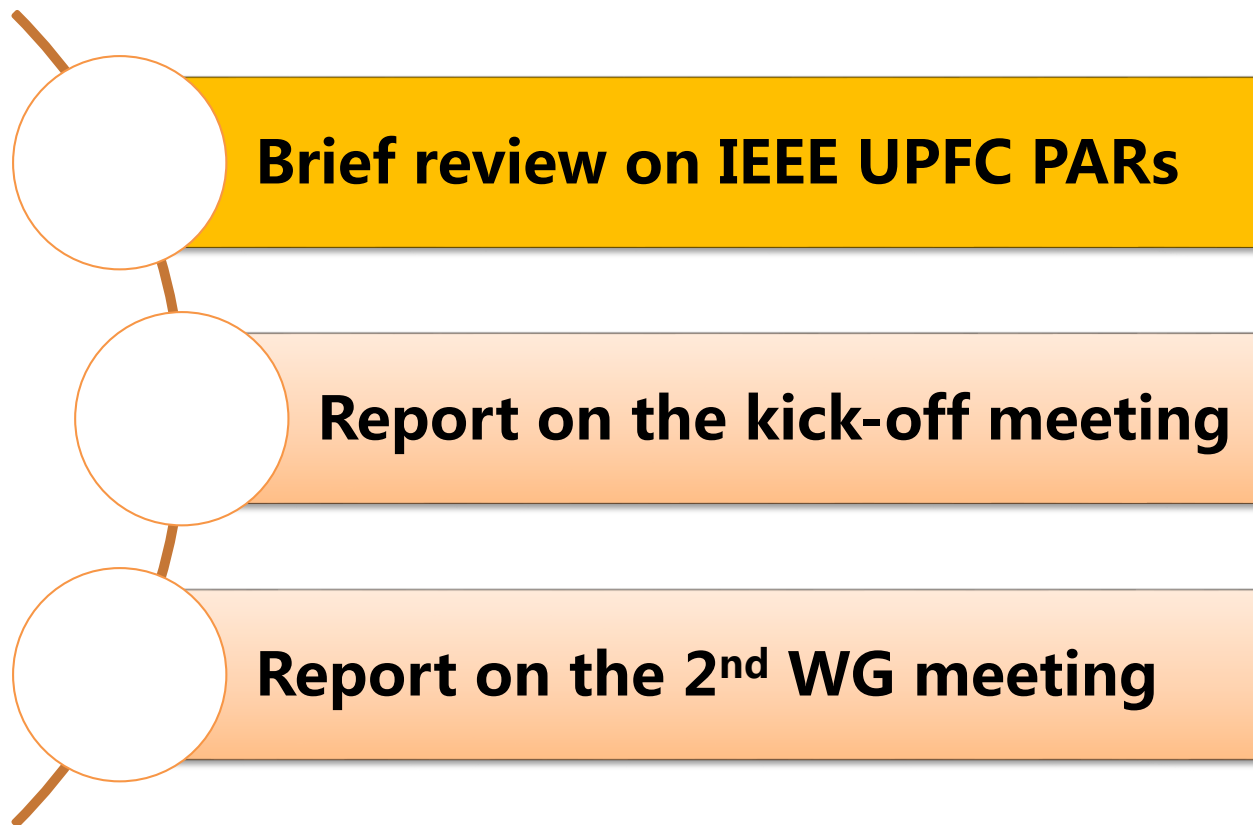 Brief review on IEEE UPFC PARs
Report on the kick-off meeting
Report on the 2nd WG meeting